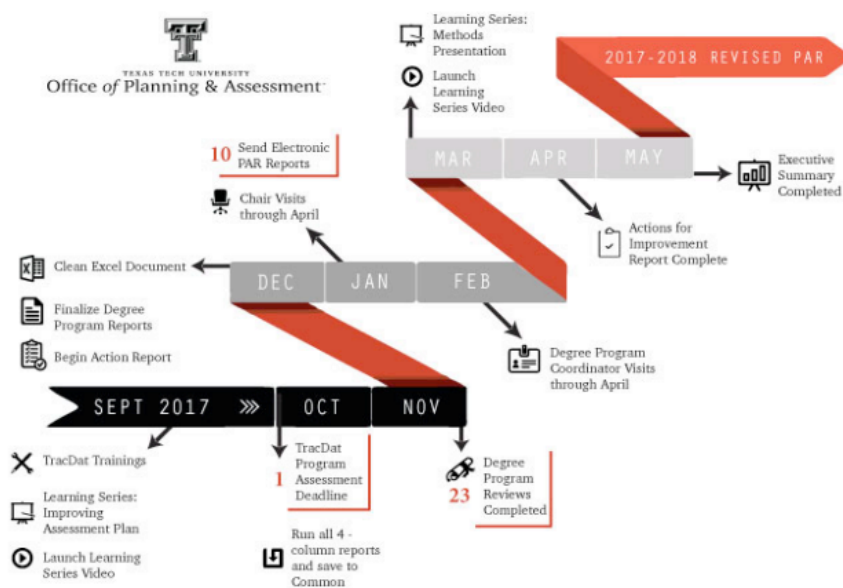 TEXAS TECH UNIVERSITY
Office of Planning & Assessment
2017-2018 REVISED PAR
Learning Series:
Methods
Presentation
Launch
Learning
Series Video
MAR APR MAY
Executive
Summary
Completed
Actions for
Improvement
Report Complete
10 Send Electronic
PAR Reports
Chair Visits
through April
DEC JAN FEB
Clean Excel Document
Finalize Degree
Program Reports
Begin Action Report
Degree Program
Coordinator Visits
through April
SEPT 2017 >>> OCT NOV
TracDat Trainings
Learning Series:
Improving
Assessment Plan
Launch Learning
Series Video
1 TracDat
Program
Assessment
Deadline
Run all 4 -
column reports
and save to
Common
23 Degree
Program
Reviews
Completed